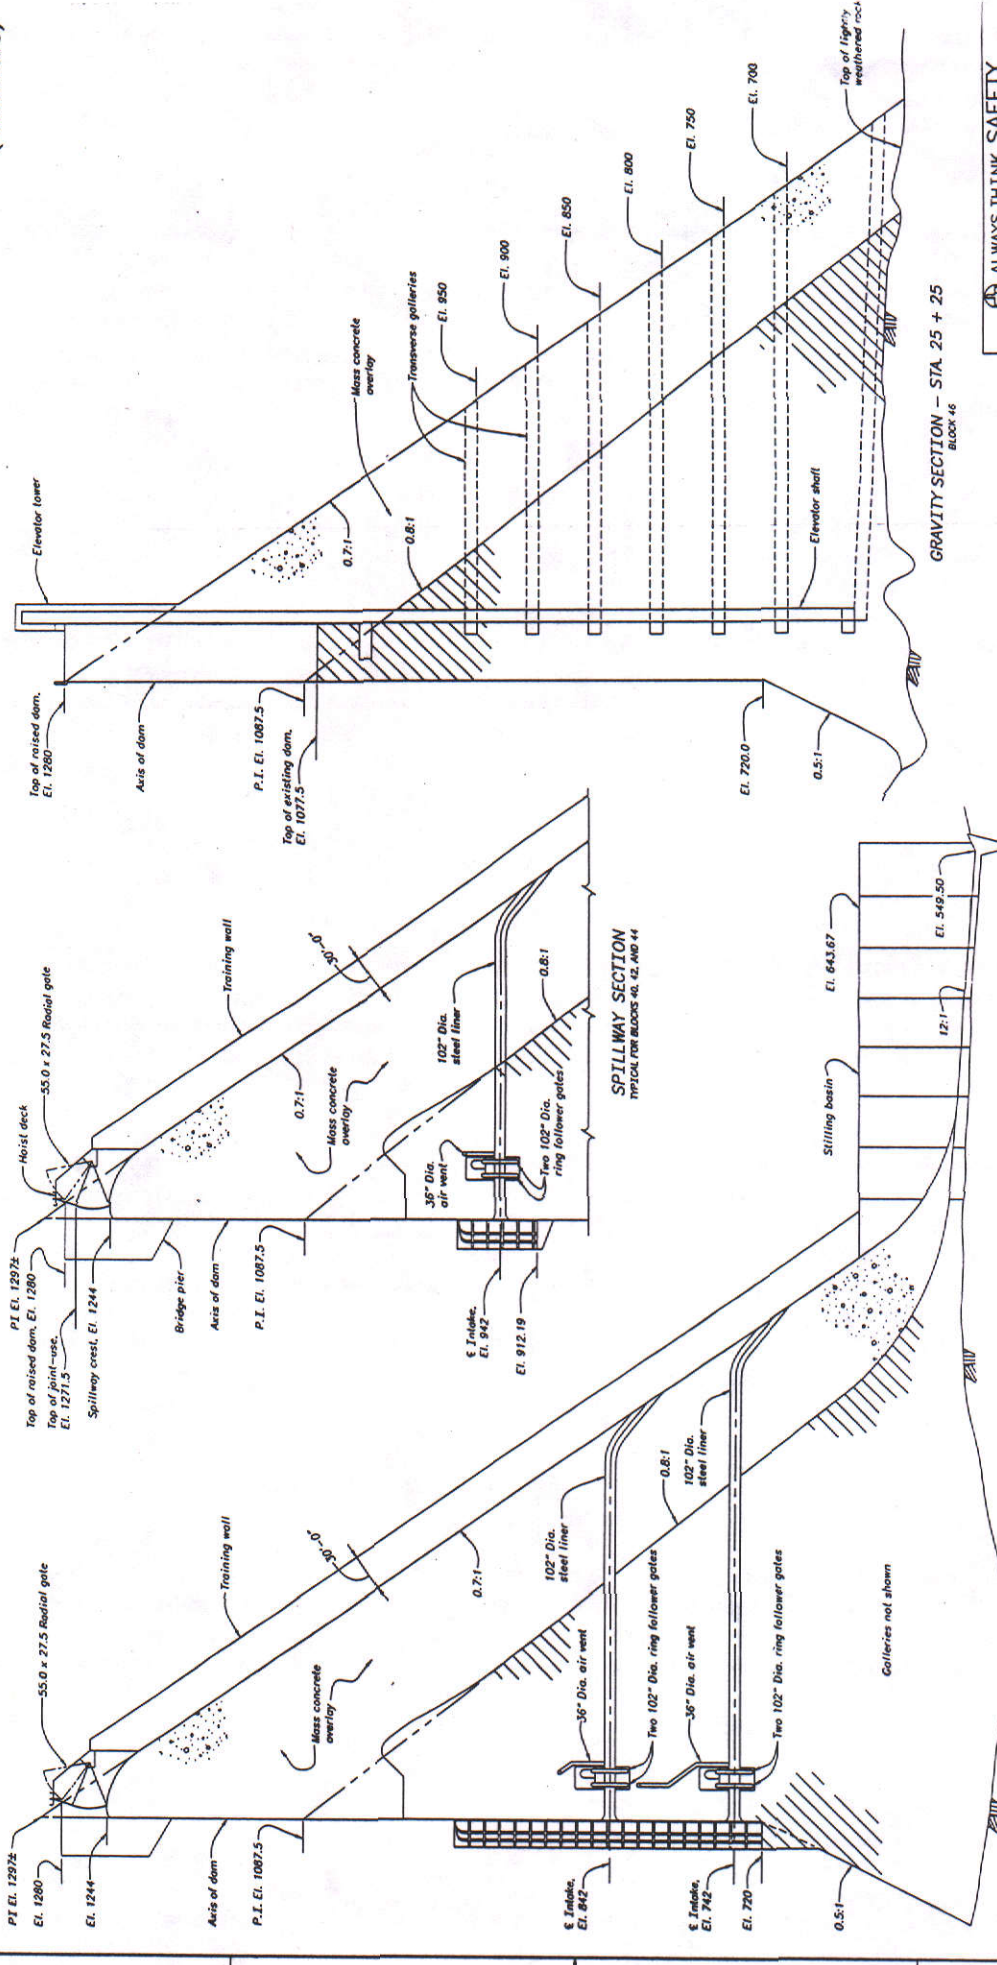 PI El. 1297±
El. 1280
El. 1244
55.0 x 27.5 Radial gate
Training wall
30'-0"
Axis of dam
P.I. El. 1087.5
Mass concrete
overlay
0.7:1
102" Dia.
steel liner
0.8:1
102" Dia.
steel liner
36" Dia. air vent
Two 102" Dia. ring follower gates
36" Dia. air vent
Two 102" Dia. ring follower gates
₵ Intake,
El. 842
₵ Intake,
El. 742
El. 720
0.5:1
Galleries not shown
Stilling basin
El. 643.67
12:1
El. 549.50
PI El. 1297±
Hoist deck
55.0 x 27.5 Radial gate
Top of raised dam, El. 1280
Top of joint-use,
El. 1271.5
Spillway crest, El. 1244
Bridge pier
Axis of dam
P.I. El. 1087.5
Training wall
30'-0"
0.7:1
Mass concrete
overlay
102" Dia.
steel liner
36" Dia.
air vent
0.8:1
Two 102" Dia.
ring follower gates
₵ Intake,
El. 942
El. 912.19
SPILLWAY SECTION
TYPICAL FOR BLOCKS 40, 42, AND 44
Top of raised dam,
El. 1280
Elevator tower
Axis of dam
P.I. El. 1087.5
Top of existing dam,
El. 1077.5
0.7:1
Mass concrete
overlay
0.8:1
Transverse galleries
El. 950
El. 900
El. 850
El. 800
El. 750
El. 700
Elevator shaft
El. 720.0
0.5:1
Top of lightly
weathered rock
GRAVITY SECTION — STA. 25 + 25
BLOCK 46
ALWAYS THINK SAFETY